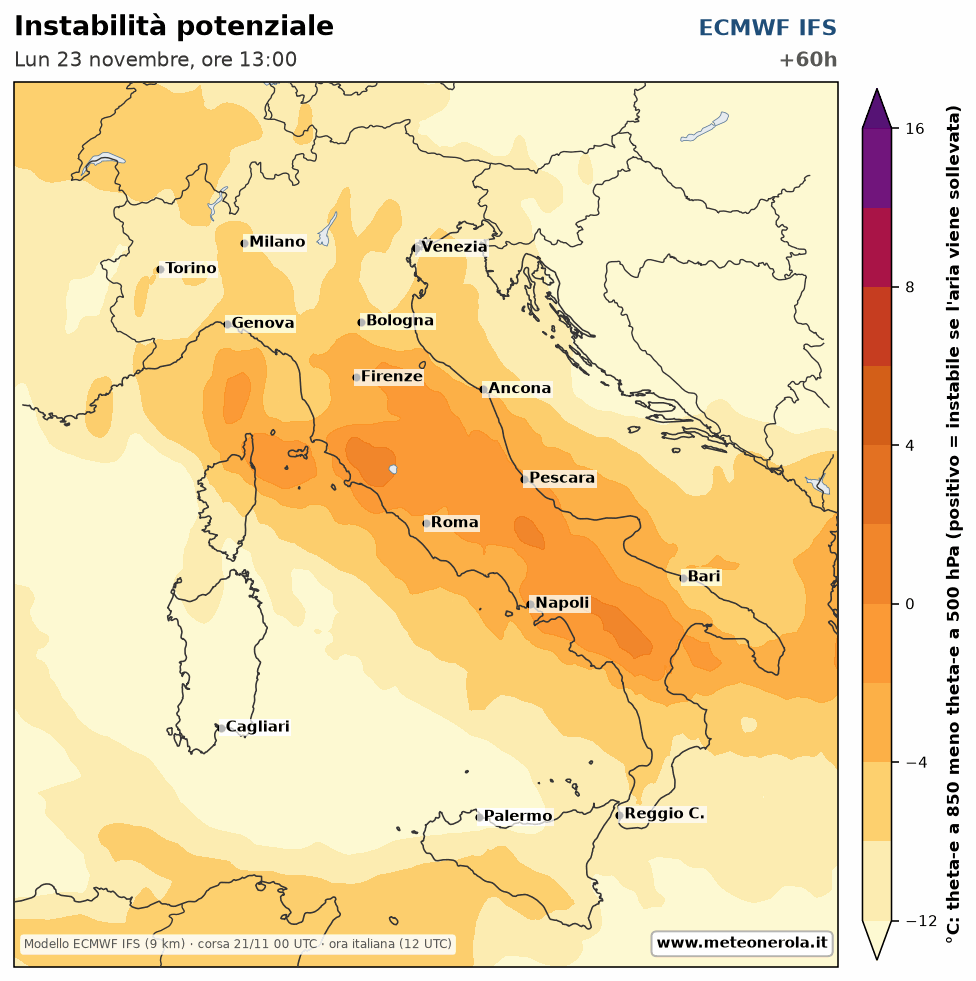 Instabilità potenziale
ECMWF IFS
Lun 23 novembre, ore 13:00
+60h
Milano
Venezia
Torino
Genova
Bologna
Firenze
Ancona
Pescara
Roma
Bari
Napoli
Cagliari
Palermo
Reggio C.
Modello ECMWF IFS (9 km) · corsa 21/11 00 UTC · ora italiana (12 UTC)
www.meteonerola.it
16
8
4
0
−4
−12
°C: theta-e a 850 meno theta-e a 500 hPa (positivo = instabile se l'aria viene sollevata)